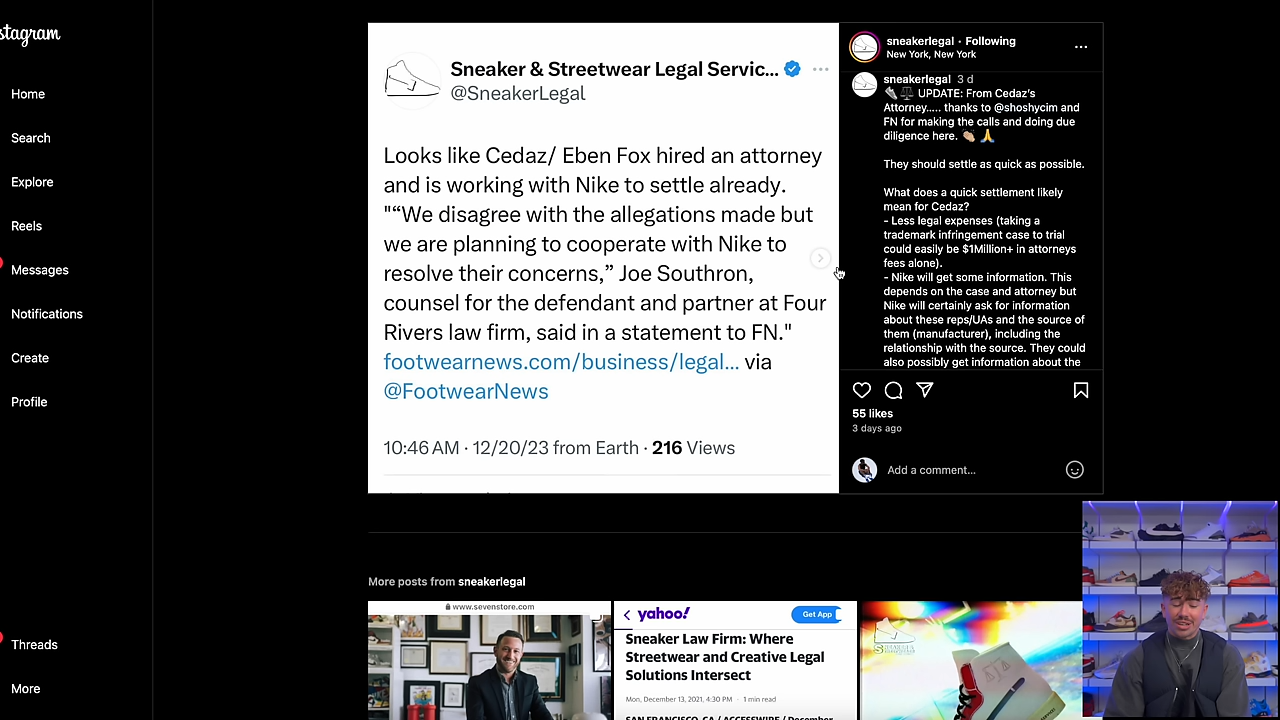 stagram
Home
Search
Explore
Reels
Messages
Notifications
Create
Profile
Threads
More
Sneaker & Streetwear Legal Servic...
@SneakerLegal
Looks like Cedaz/ Eben Fox hired an attorney
and is working with Nike to settle already.
"“We disagree with the allegations made but
we are planning to cooperate with Nike to
resolve their concerns,” Joe Southron,
counsel for the defendant and partner at Four
Rivers law firm, said in a statement to FN."
footwearnews.com/business/legal... via
@FootwearNews
10:46 AM · 12/20/23 from Earth · 216 Views
sneakerlegal · Following
New York, New York
sneakerlegal 3 d
UPDATE: From Cedaz's
Attorney..... thanks to @shoshycim and
FN for making the calls and doing due
diligence here. 👏🏼 🙏
They should settle as quick as possible.
What does a quick settlement likely
mean for Cedaz?
- Less legal expenses (taking a
trademark infringement case to trial
could easily be $1Million+ in attorneys
fees alone).
- Nike will get some information. This
depends on the case and attorney but
Nike will certainly ask for information
about these reps/UAs and the source of
them (manufacturer), including the
relationship with the source. They could
also possibly get information about the
55 likes
3 days ago
Add a comment...
More posts from sneakerlegal
www.sevenstore.com
yahoo!
Get App
Sneaker Law Firm: Where
Streetwear and Creative Legal
Solutions Intersect
Mon, December 13, 2021, 4:30 PM · 1 min read
SAN FRANCISCO, CA / ACCESSWIRE / December